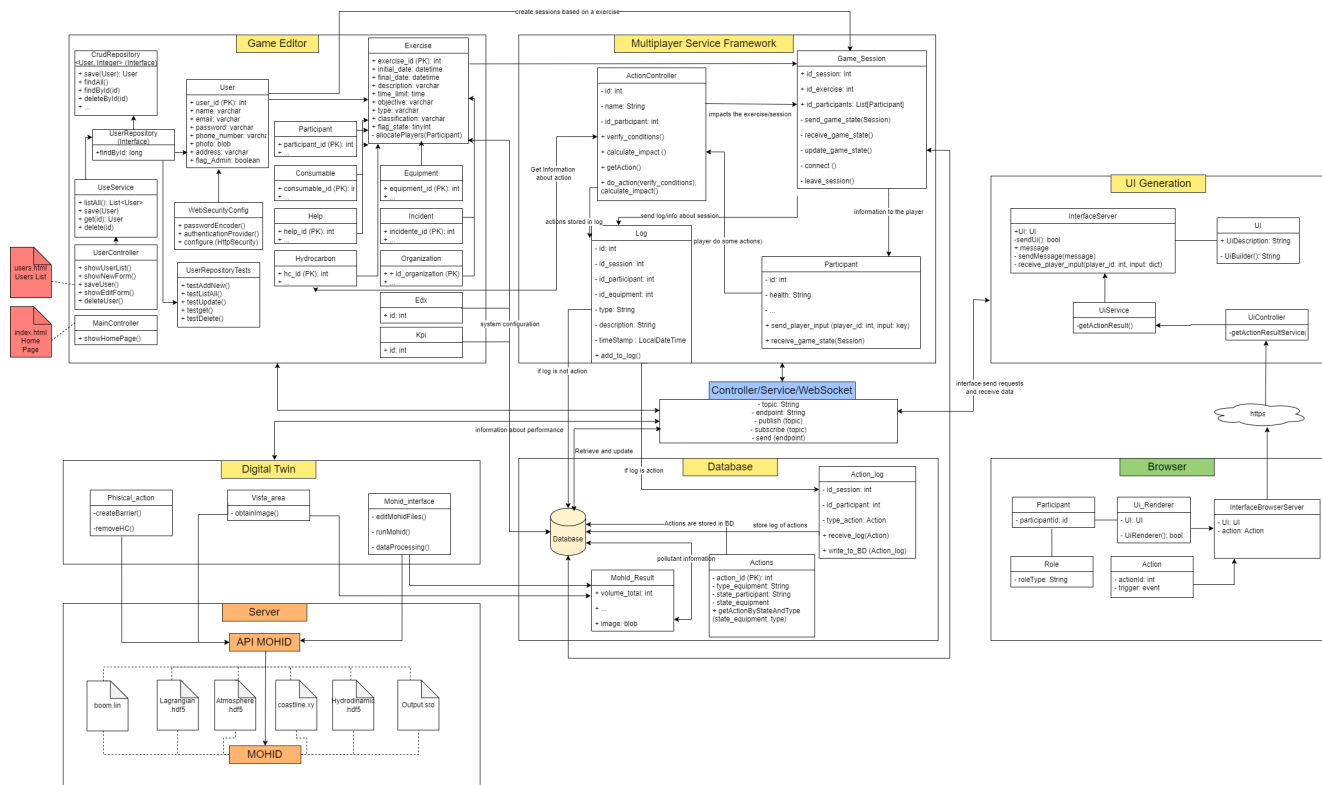 create sessions based on a exercise
Game Editor
CrudRepository
<User, Integer> (Interface)
+ save(User): User
+ findAll()
+ findById(id)
+ deleteById(id)
+ ...
UserRepository
(Interface)
+findById: long
UseService
+ listAll(): List<User>
+ save(User)
+ get(id): User
+ delete(id)
UserController
+ showUserList()
+ showNewForm()
+ saveUser()
+ showEditForm()
+ deleteUser()
MainController
+ showHomePage()
users.html
Users List
index.html
Home
Page
User
+ user_id (PK): int
+ name: varchar
+ email: varchar
+ password: varchar
+ phone_number: varcha
+ photo: blob
+ address: varchar
+ flag_Admin: boolean
WebSecurityConfig
+ passwordEncoder()
+ authenticationProvider()
+ configure (HttpSecurity)
UserRepositoryTests
+ testAddNew()
+ testListAll()
+ testUpdate()
+ testget()
+ testDelete()
Exercise
+ exercise_id (PK): int
+ initial_date: datetime
+ final_date: datetime
+ description: varchar
+ time_limit: time
+ objective: varchar
+ type: varchar
+ classification: varchar
+ flag_state: tinyint
- allocatePlayers(Participant)
Participant
+ participant_id (PK): int
+ ...
Consumable
+ consumable_id (PK): i
+ ...
Help
+ help_id (PK): int
+ ...
Hydrocarbon
+ hc_id (PK): int
+ ...
Equipment
+ equipment_id (PK): int
+ ...
Incident
+ incidente_id (PK): int
+ ...
Organization
+ id_organization (PK)
+ ...
Edx
+ id: int
Kpi
+ id: int
system configuration
Multiplayer Service Framework
ActionController
- id: int
- name: String
- id_participant: int
+ verify_conditions()
+ calculate_impact ()
+ getAction()
+ do_action(verify_conditions),
calculate_impact()
Get Information
about action
impacts the exercise/session
Game_Session
+ id_session: int
+ id_exercise: int
+ id_participants: List[Participant]
- send_game_state(Session)
- receive_game_state()
- update_game_state()
- connect ()
- leave_session()
actions stored in log
send log/info about session
information to the player
player do some actions)
Log
- id: int
- id_session: int
- id_participant: int
- id_equipment: int
- type: String
- description: String
- timeStamp : LocalDateTime
+ add_to_log()
Participant
- id: int
- health: String
- ...
+ send_player_input (player_id: int, input: key)
+ receive_game_state(Session)
if log is not action
UI Generation
InterfaceServer
+UI: UI
-sendUi(): bool
+ message
- sendMessage(message)
- receive_player_input(player_id: int, input: dict)
UI
+ UiDescription: String
- UiBuilder(): String
UiService
-getActionResult()
UiController
-getActionResultService(
interface send requests
and receive data
https
Controller/Service/WebSocket
- topic: String
- endpoint: String
- publish (topic)
- subscribe (topic)
- send (endpoint)
information about performance
Retrieve and update
if log is action
Digital Twin
Phisical_action
-createBarrier()
-removeHC()
Vista_area
- obtainImage()
Mohid_interface
- editMohidFiles()
- runMohid()
- dataProcessing()
Database
Database
Action_log
- id_session: int
- id_participant: int
- type_action: Action
+ receive_log(Action)
+ write_to_BD (Action_log)
Actions are stored in BD
store log of actions
pollutant information
Mohid_Result
+ volume_total: int
+ ...
+ image: blob
Actions
- action_id (PK): int
- type_equipment: String
- state_participant: String
- state_equipment
+ getActionByStateAndType
(state_equipment, type)
Browser
Participant
- participantId: id
Ui_Renderer
- UI: UI
- UiRenderer(): bool
InterfaceBrowserServer
- UI: UI
- action: Action
Role
- roleType: String
Action
- actionId: int
- trigger: event
Server
API MOHID
boom.lin
Lagrangian
.hdf5
Atmosphere
.hdf5
coastline.xy
Hydrodinamic
.hdf5
Output.sro
MOHID